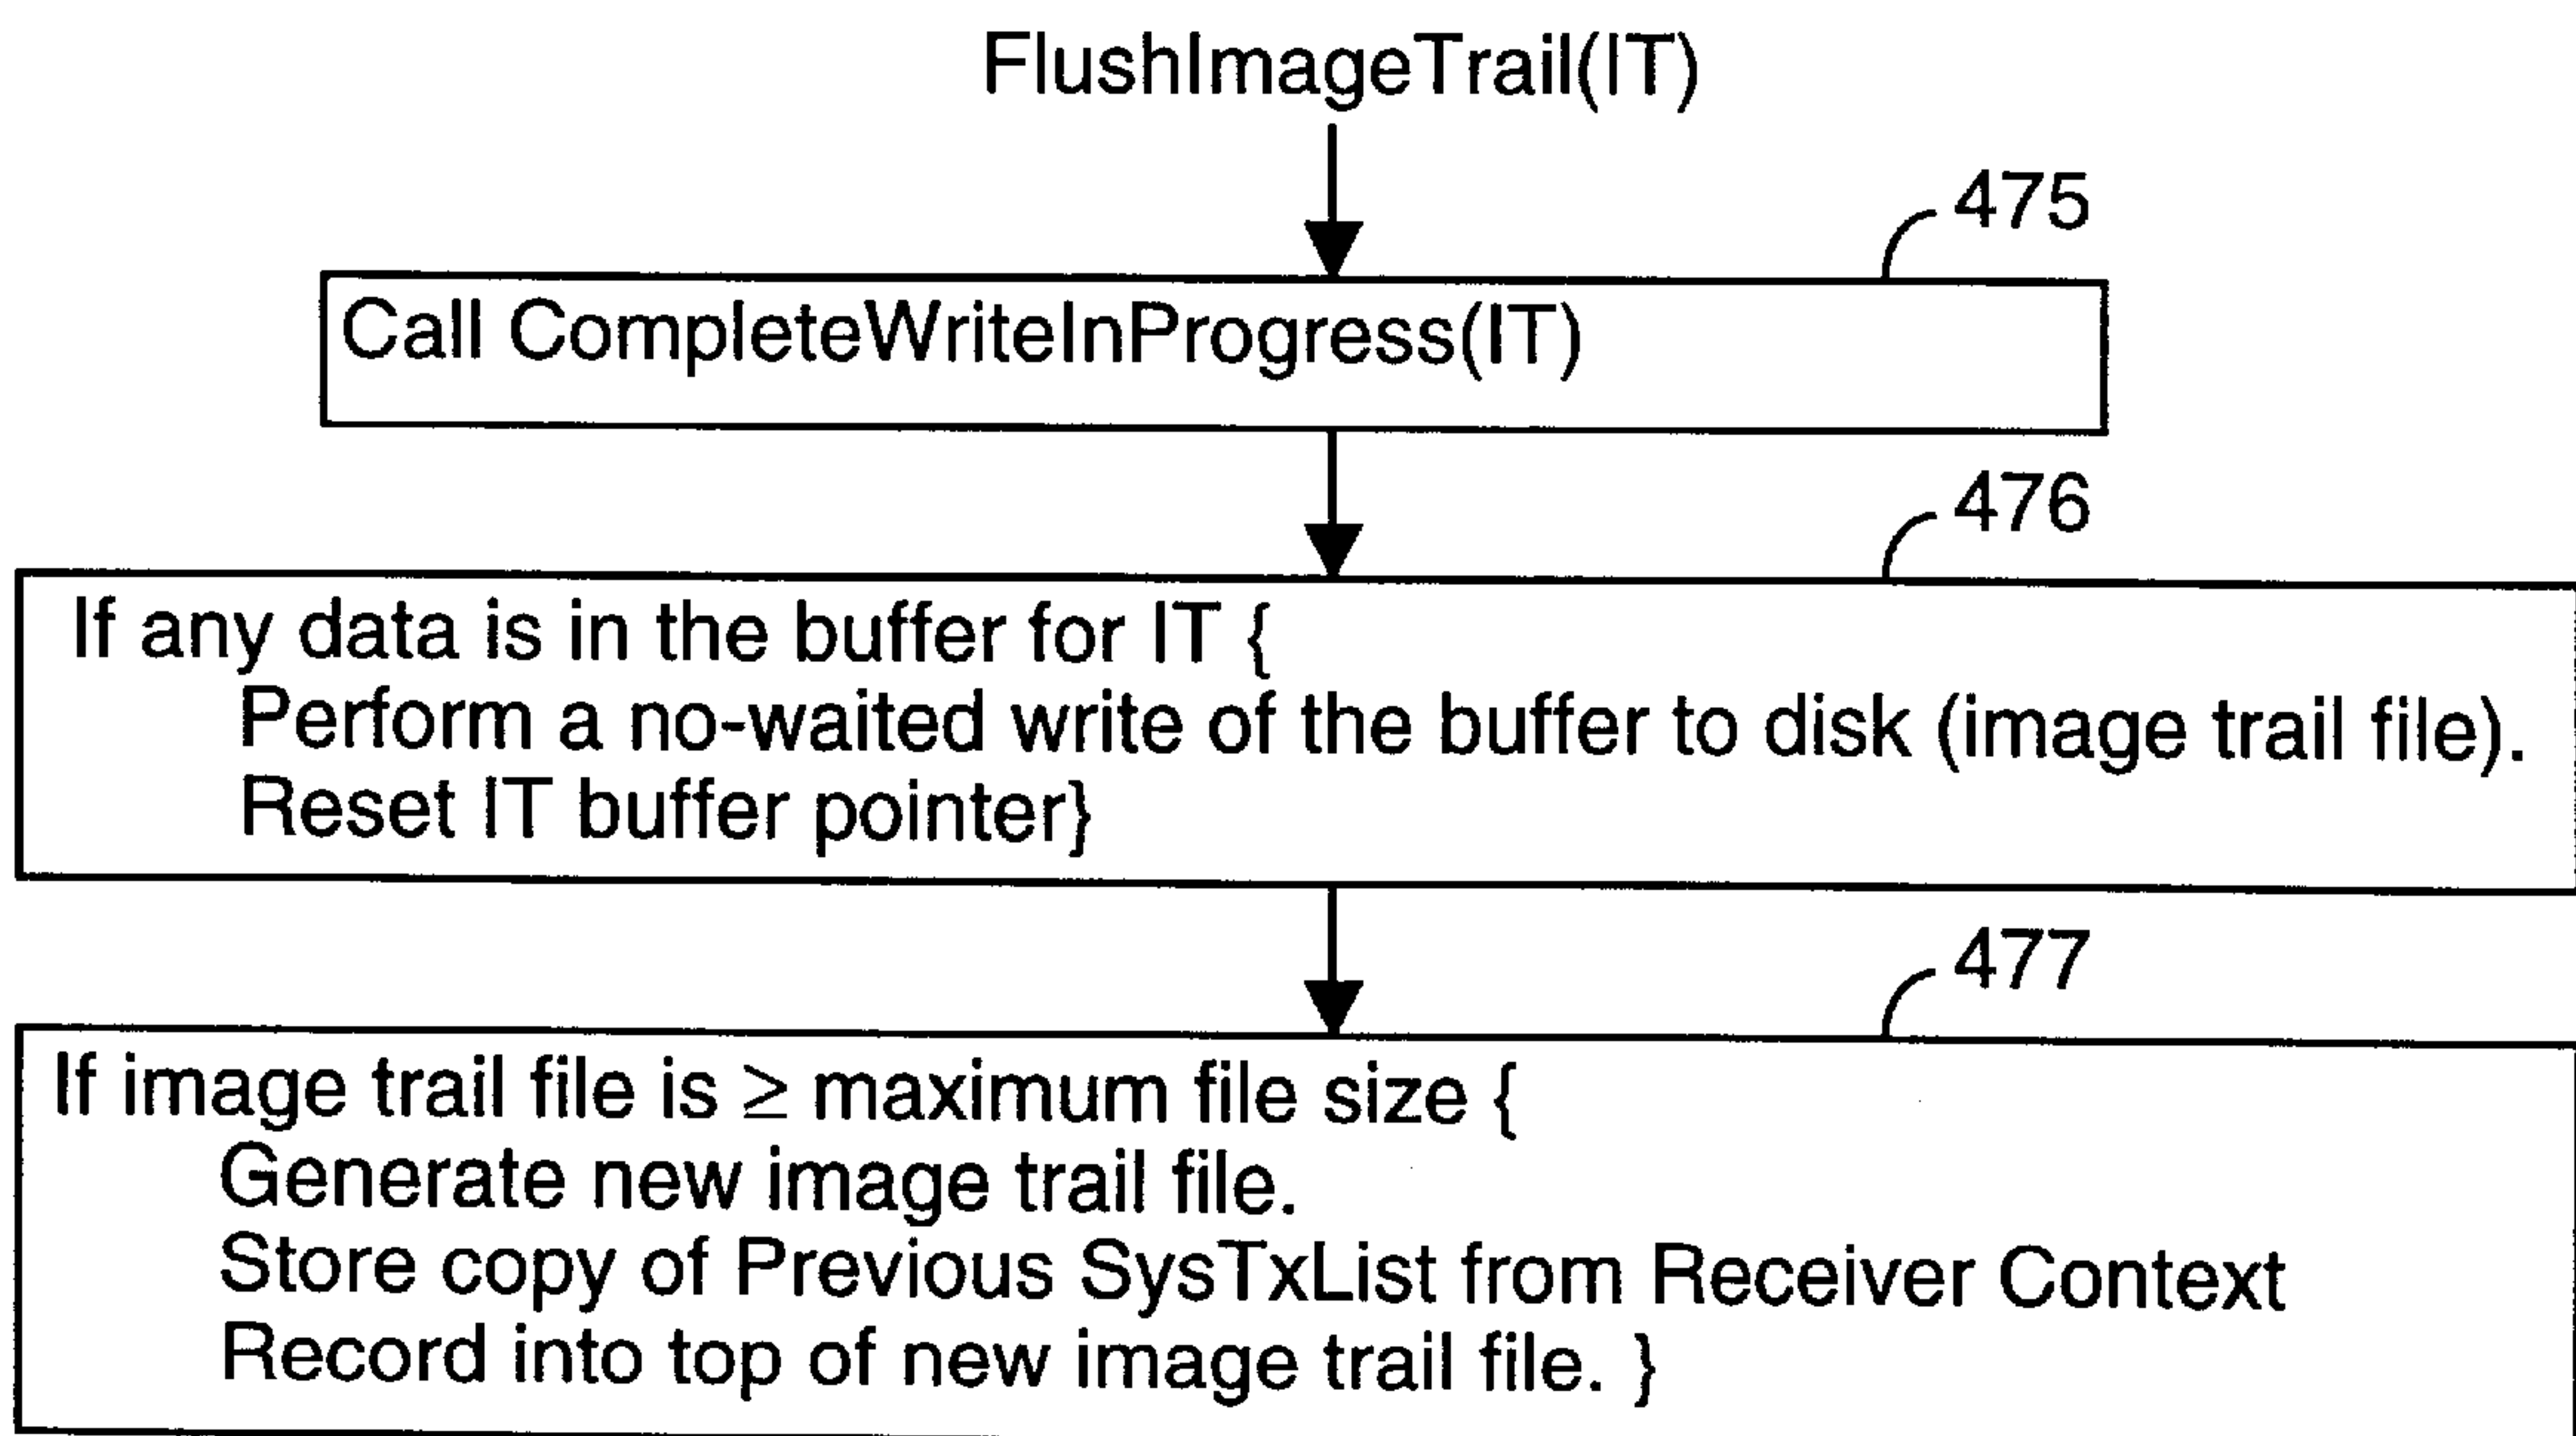 FlushImageTrail(IT)
475
Call CompleteWriteInProgress(IT)
476
If any data is in the buffer for IT {
Perform a no-waited write of the buffer to disk (image trail file).
Reset IT buffer pointer}
477
If image trail file is ≥ maximum file size {
Generate new image trail file.
Store copy of Previous SysTxList from Receiver Context
Record into top of new image trail file. }